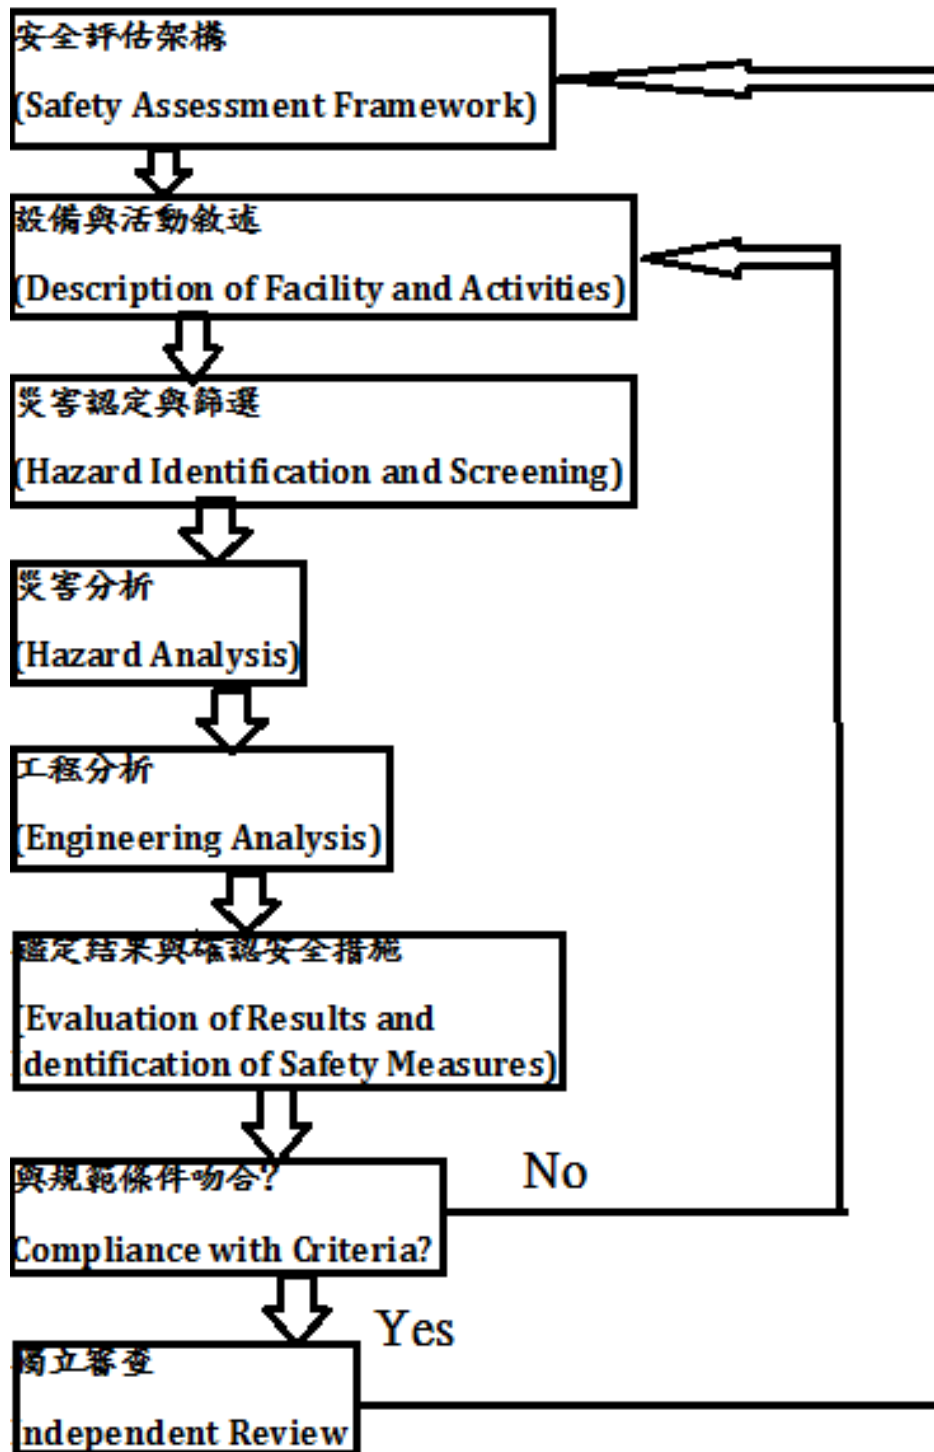 安全評估架構
(Safety Assessment Framework)
設備與活動敘述
(Description of Facility and Activities)
災害認定與篩選
(Hazard Identification and Screening)
災害分析
(Hazard Analysis)
工程分析
(Engineering Analysis)
鑑定結果與確認安全措施
(Evaluation of Results and
Identification of Safety Measures)
與規範條件吻合?
No
Compliance with Criteria?
Yes
獨立審查
Independent Review